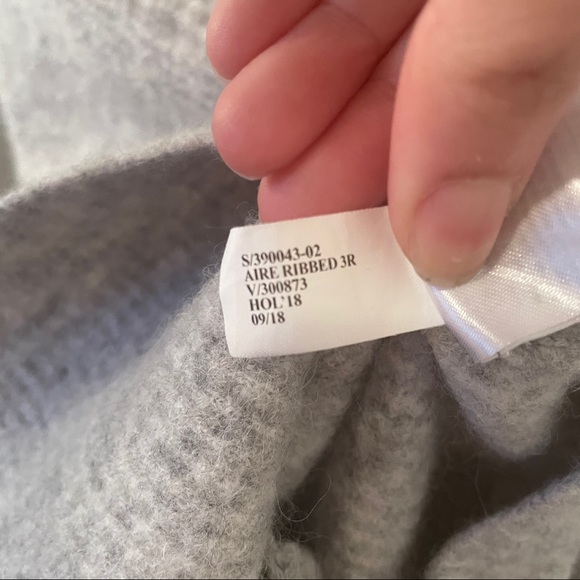 S/390043-02
AIRE RIBBED 3R
V/300873
HOL'18
09/18